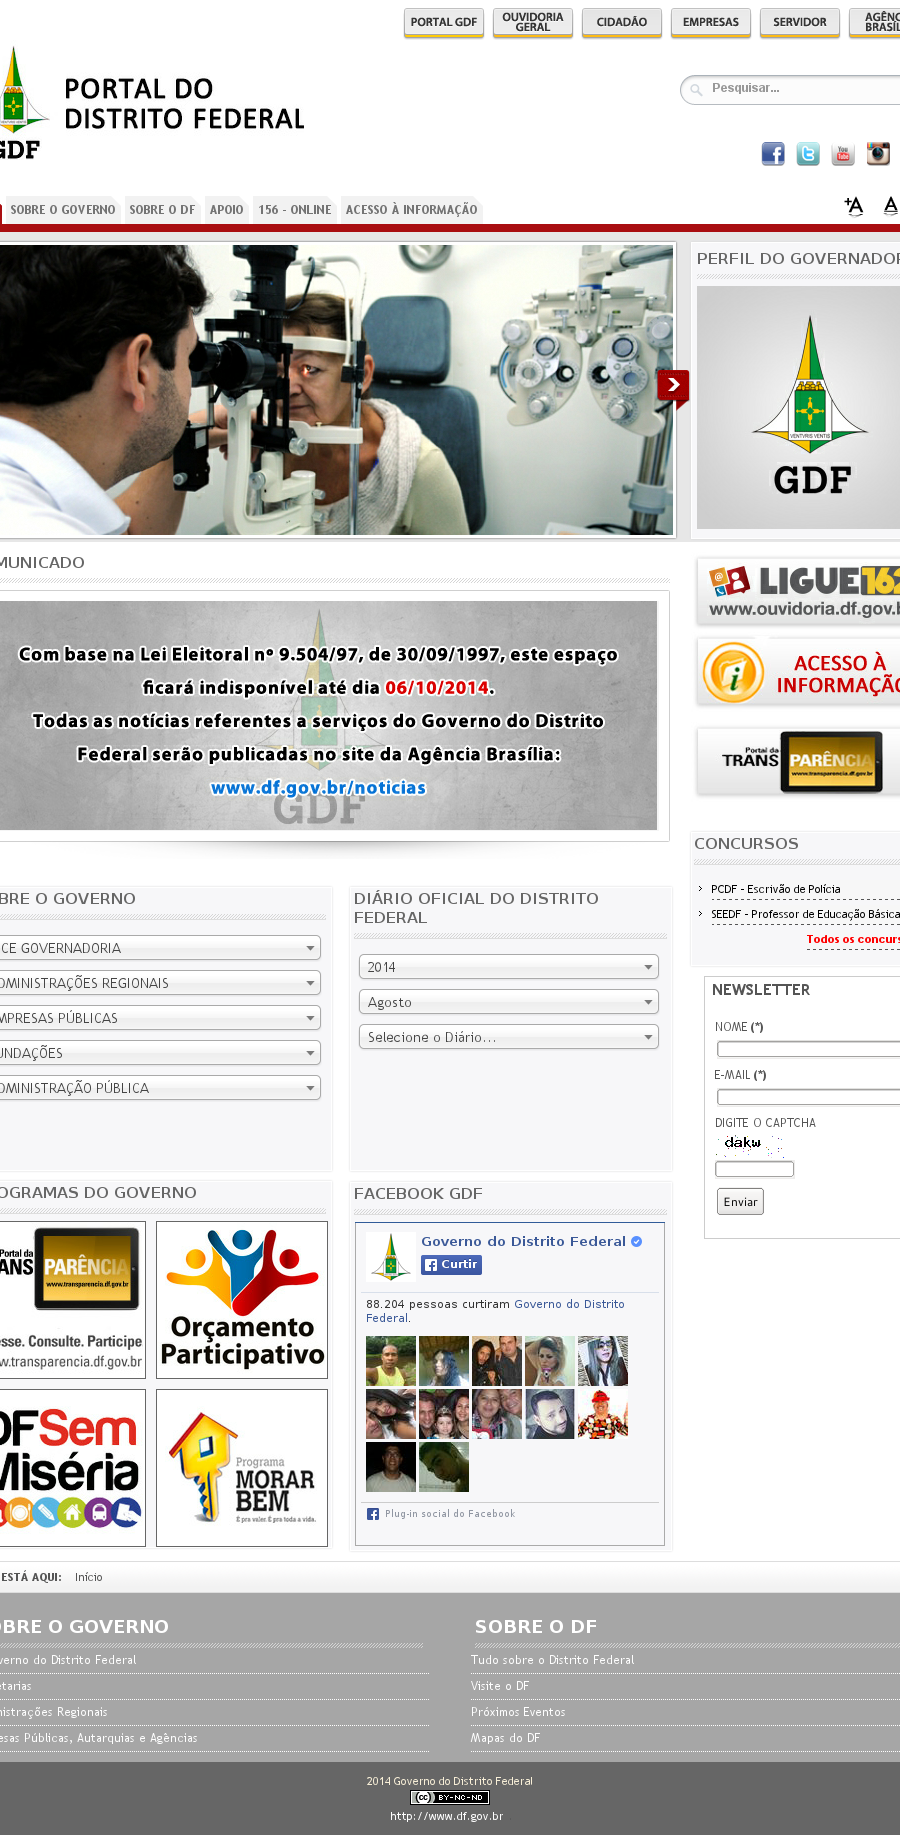 PORTAL GDF
OUVIDORIA
GERAL
CIDADÃO
EMPRESAS
SERVIDOR
PORTAL DO
DISTRITO FEDERAL
GDF
Pesquisar...
You
Tube
SOBRE O GOVERNO
SOBRE O DF
APOIO
156 - ONLINE
ACESSO À INFORMAÇÃO
+A
A
PERFIL DO GOVERNADOR
VENTVRIS VENTIS
GDF
MUNICADO
Com base na Lei Eleitoral nº 9.504/97, de 30/09/1997, este espaço
ficará indisponível até dia 06/10/2014.
Todas as notícias referentes a serviços do Governo do Distrito
Federal serão publicadas no site da Agência Brasília:
www.df.gov.br/noticias
GDF
LIGUE162
www.ouvidoria.df.gov.b
ACESSO À
INFORMAÇÃO
Portal da
TRANSPARÊNCIA
www.transparencia.df.gov.br
CONCURSOS
PCDF - Escrivão de Polícia
SEEDF - Professor de Educação Básica
Todos os concurs
BRE O GOVERNO
CE GOVERNADORIA
DMINISTRAÇÕES REGIONAIS
MPRESAS PÚBLICAS
UNDAÇÕES
DMINISTRAÇÃO PÚBLICA
DIÁRIO OFICIAL DO DISTRITO
FEDERAL
2014
Agosto
Selecione o Diário...
NEWSLETTER
NOME (*)
E-MAIL (*)
DIGITE O CAPTCHA
dakw
Enviar
OGRAMAS DO GOVERNO
Portal da
ANSPARÊNCIA
www.transparencia.df.gov.br
esse. Consulte. Participe
w.transparencia.df.gov.br
Orçamento
Participativo
DFSem
Miséria
Programa
MORAR
BEM
É pra valer. É pra toda a vida.
FACEBOOK GDF
Governo do Distrito Federal
Curtir
88.204 pessoas curtiram Governo do Distrito
Federal.
Plug-in social do Facebook
ESTÁ AQUI: Início
OBRE O GOVERNO
verno do Distrito Federal
etarias
nistrações Regionais
esas Públicas, Autarquias e Agências
SOBRE O DF
Tudo sobre o Distrito Federal
Visite o DF
Próximos Eventos
Mapas do DF
2014 Governo do Distrito Federal
cc BY-NC-ND
http://www.df.gov.br